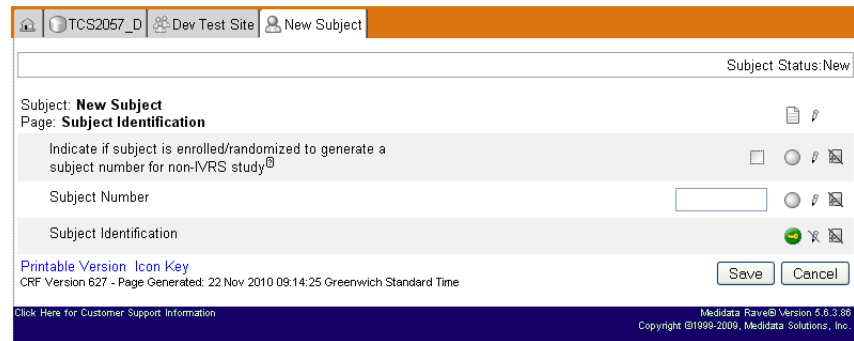 TCS2057_D Dev Test Site New Subject
Subject Status:New
Subject: New Subject
Page: Subject Identification
Indicate if subject is enrolled/randomized to generate a
subject number for non-IVRS study?
Subject Number
Subject Identification
Printable Version Icon Key
Save Cancel
CRF Version 627 - Page Generated: 22 Nov 2010 09:14:25 Greenwich Standard Time
Click Here for Customer Support Information
Medidata Rave® Version 5.6.3.86
Copyright ©1999-2009, Medidata Solutions, Inc.